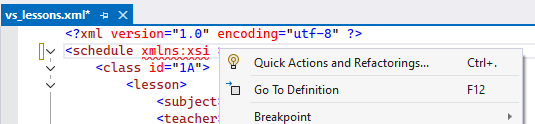 vs_lessons.xml*
<?xml version="1.0" encoding="utf-8" ?>
<schedule xmlns:xsi >
<class id="1A">
<lesson>
<subject>
<teacher>
Quick Actions and Refactorings... Ctrl+.
Go To Definition F12
Breakpoint